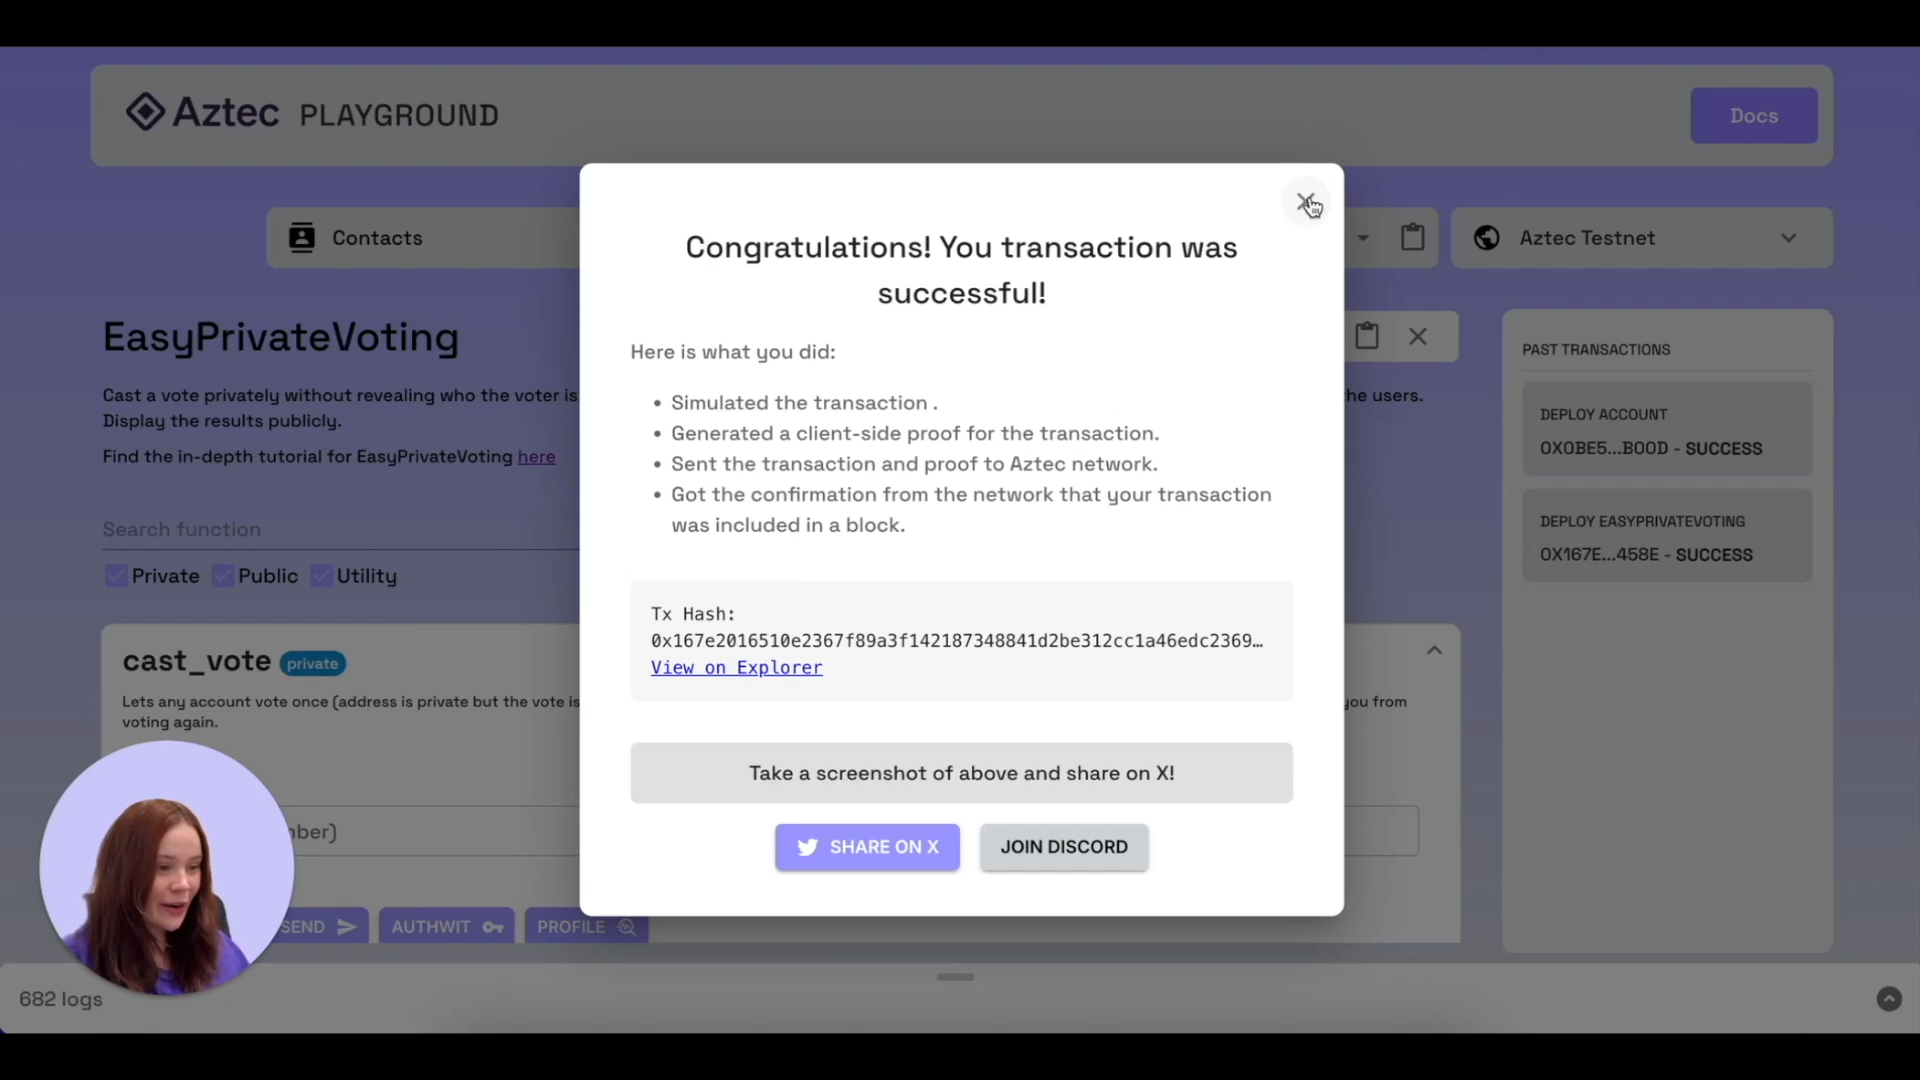 Aztec PLAYGROUND
Docs
Contacts
Aztec Testnet
Congratulations! You transaction was
successful!
Here is what you did:
• Simulated the transaction .
• Generated a client-side proof for the transaction.
• Sent the transaction and proof to Aztec network.
• Got the confirmation from the network that your transaction
was included in a block.
Tx Hash:
0x167e2016510e2367f89a3f142187348841d2be312cc1a46edc2369…
View on Explorer
Take a screenshot of above and share on X!
SHARE ON X
JOIN DISCORD
EasyPrivateVoting
Cast a vote privately without revealing who the voter is
he users.
Display the results publicly.
Find the in-depth tutorial for EasyPrivateVoting here
Search function
Private Public Utility
cast_vote private
Lets any account vote once (address is private but the vote is
you from
voting again.
mber)
SEND
AUTHWIT
PROFILE
PAST TRANSACTIONS
DEPLOY ACCOUNT
0X0BE5...B00D - SUCCESS
DEPLOY EASYPRIVATEVOTING
0X167E...458E - SUCCESS
682 logs